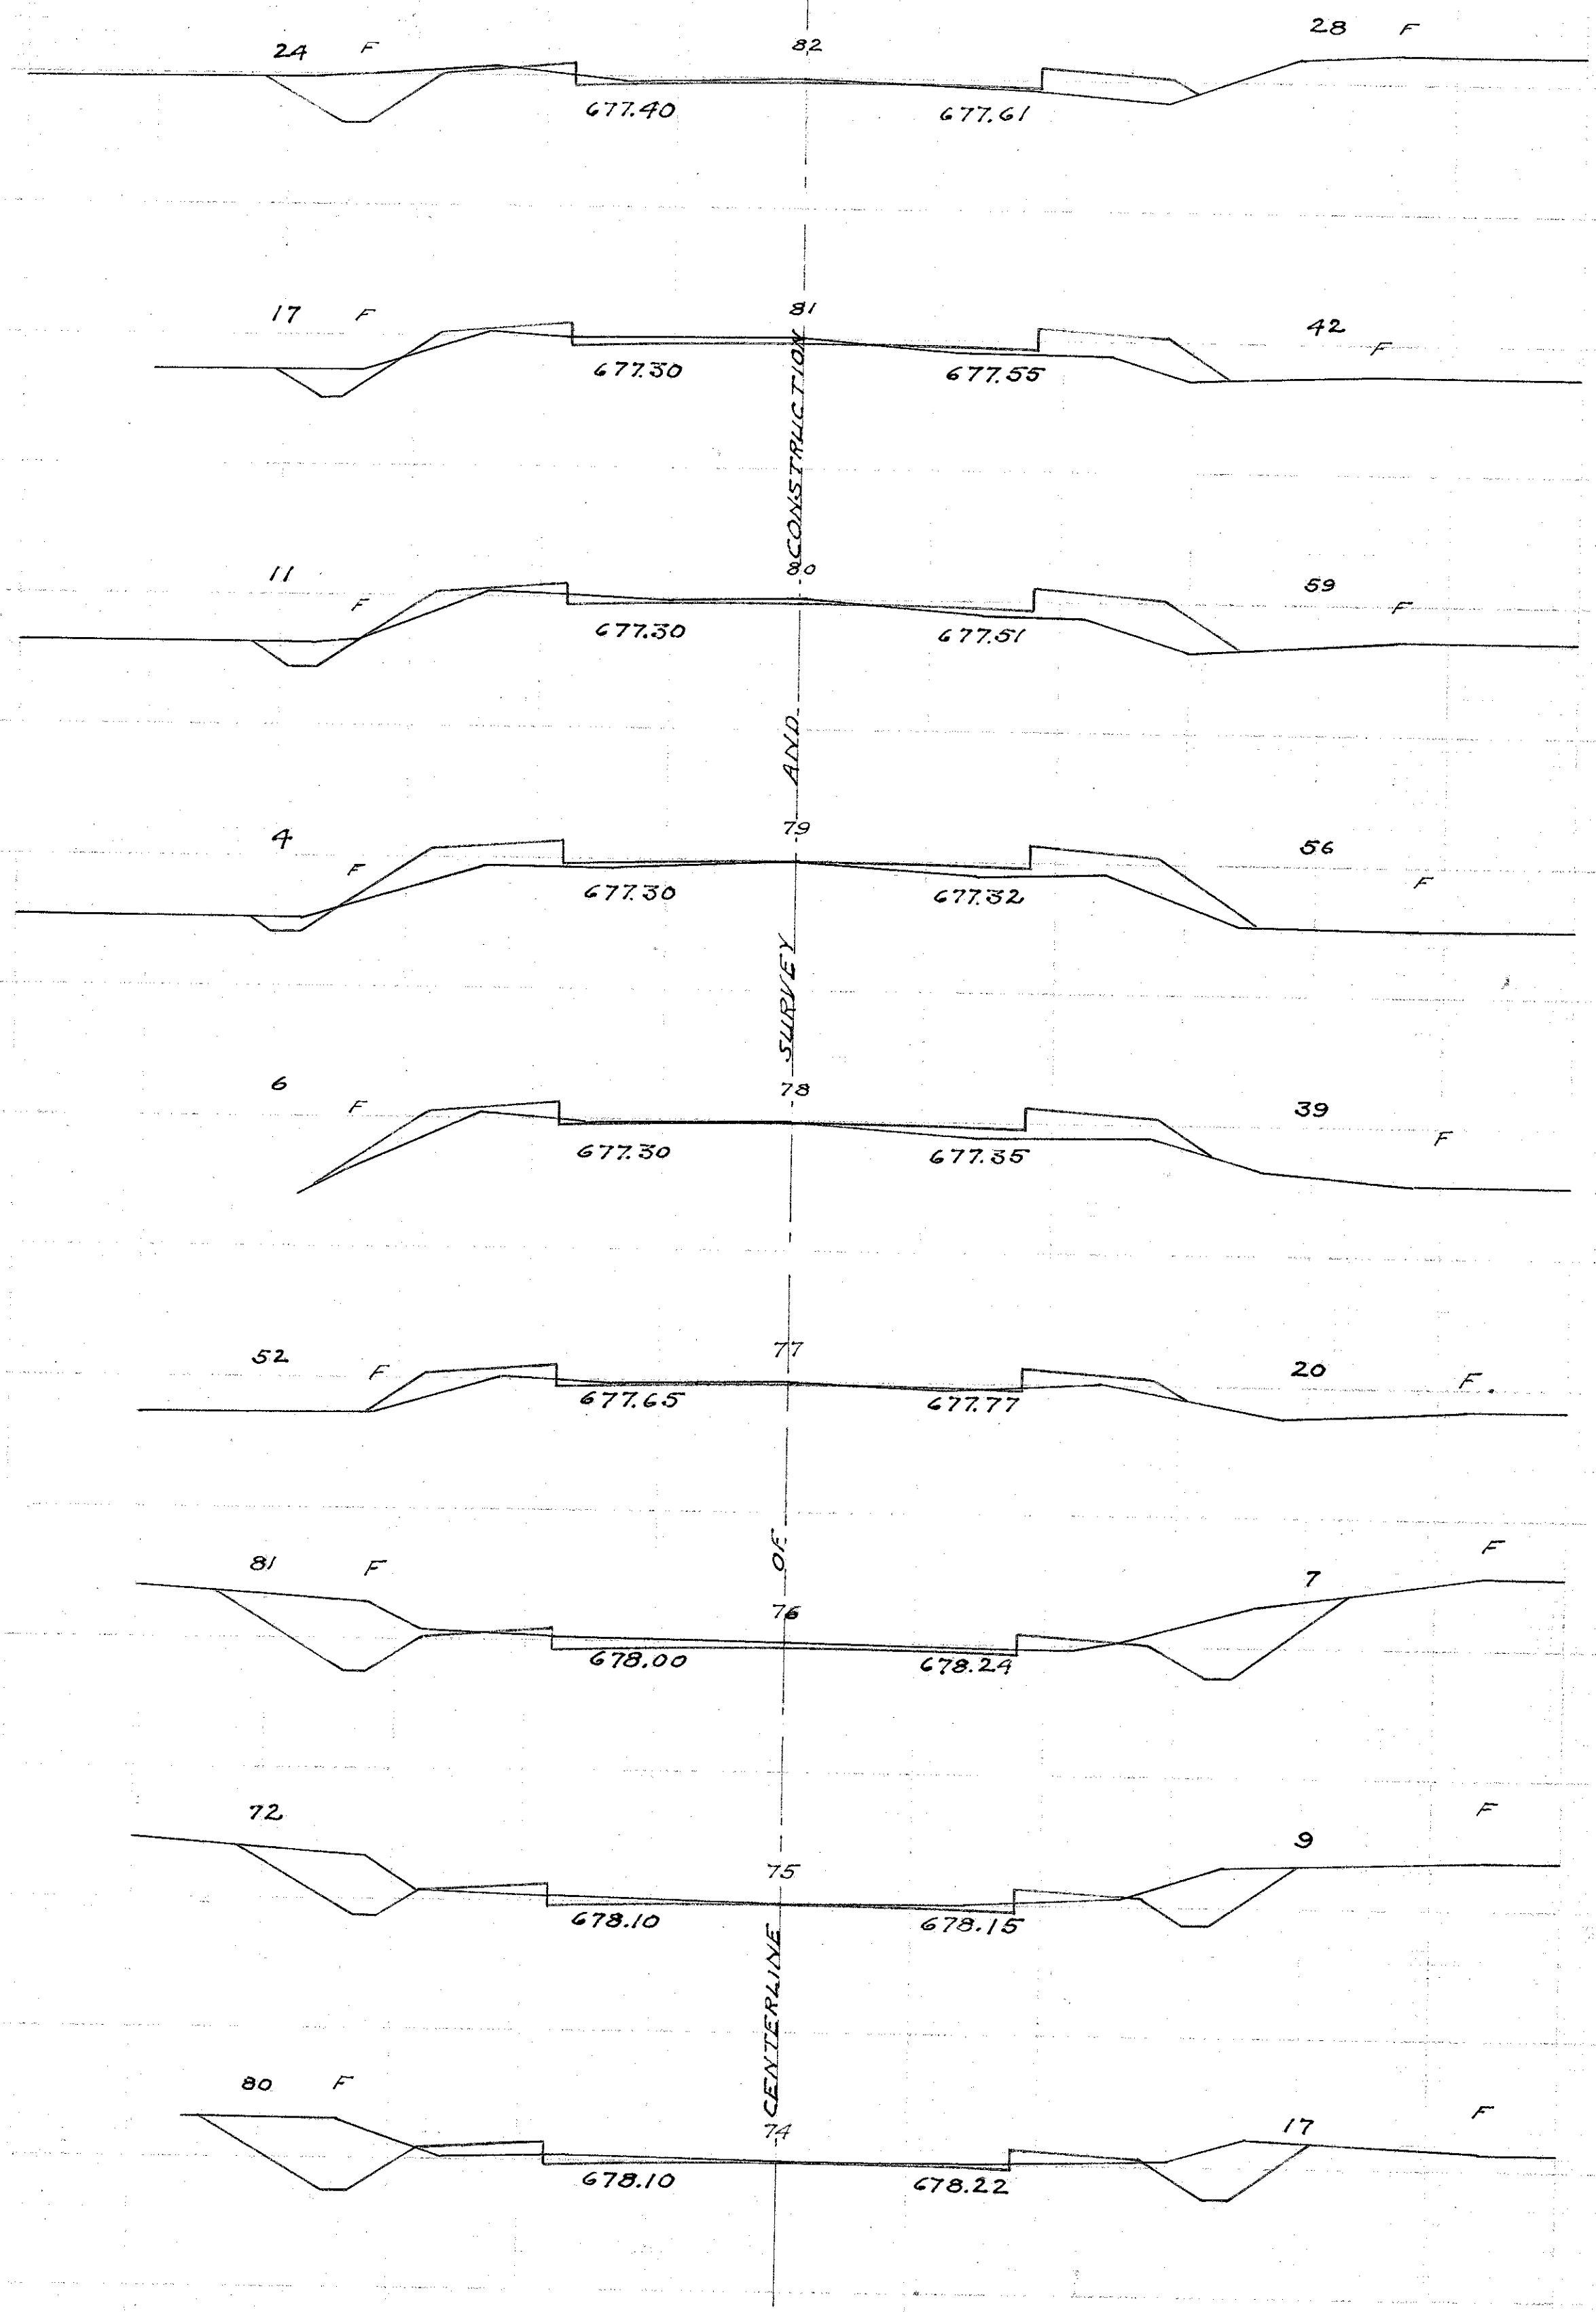 24 F 82 28 F
677.40 677.61
17 F 81 42 F
677.30 677.55
11 F 80 59 F
677.30 677.51
4 F 79 56 F
677.30 677.32
6 F 78 39 F
677.30 677.35
52 F 77 20 F.
677.65 677.77
81 F 76 7 F
678.00 678.24
72 75 9 F
678.10 678.15
80 F 74 17 F
678.10 678.22
CENTERLINE OF SURVEY AND CONSTRUCTION